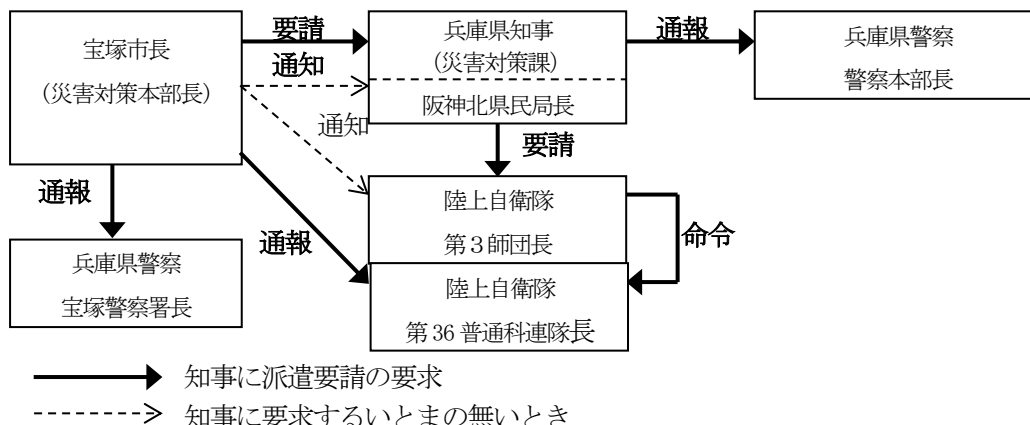 宝塚市長
(災害対策本部長)
要請
通知
兵庫県知事
(災害対策課)
阪神北県民局長
通報
兵庫県警察
警察本部長
通知
要請
通報
兵庫県警察
宝塚警察署長
通報
陸上自衛隊
第3師団長
命令
陸上自衛隊
第36普通科連隊長
知事に派遣要請の要求
知事に要求するいとまの無いとき